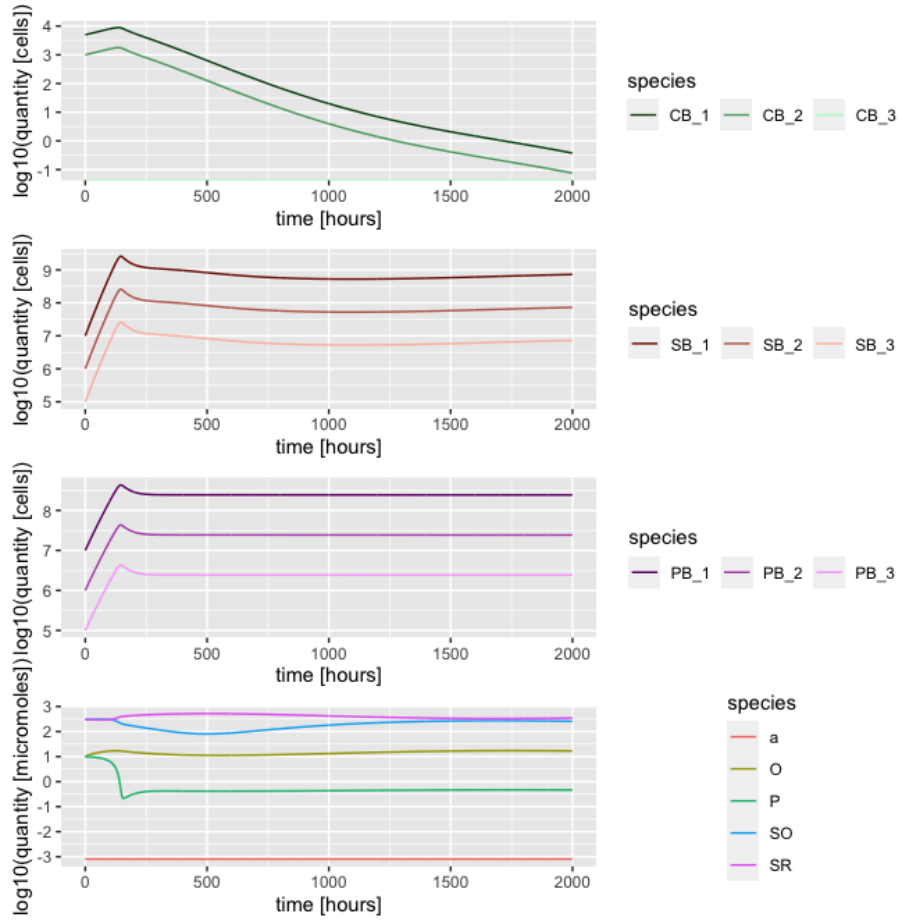 log10(quantity [cells])
4
3
2
1
0
-1
0 500 1000 1500 2000
time [hours]
species
CB_1 CB_2 CB_3
log10(quantity [cells])
9
8
7
6
5
0 500 1000 1500 2000
time [hours]
species
SB_1 SB_2 SB_3
log10(quantity [cells])
8
7
6
5
0 500 1000 1500 2000
time [hours]
species
PB_1 PB_2 PB_3
log10(quantity [micromoles])
3
2
1
0
-1
-2
-3
0 500 1000 1500 2000
time [hours]
species
a
O
P
SO
SR